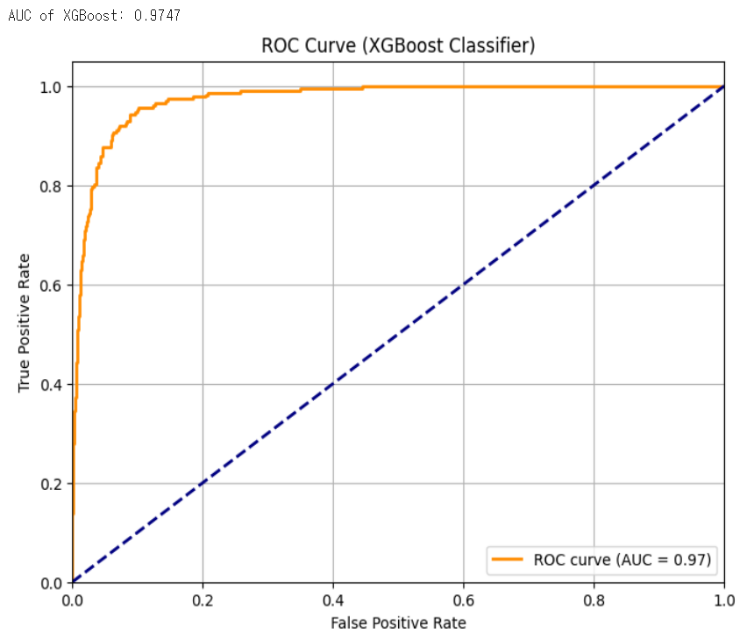 AUC of XGBoost: 0.9747
ROC Curve (XGBoost Classifier)
1.0
0.8
0.6
0.4
0.2
0.0
True Positive Rate
ROC curve (AUC = 0.97)
0.0 0.2 0.4 0.6 0.8 1.0
False Positive Rate